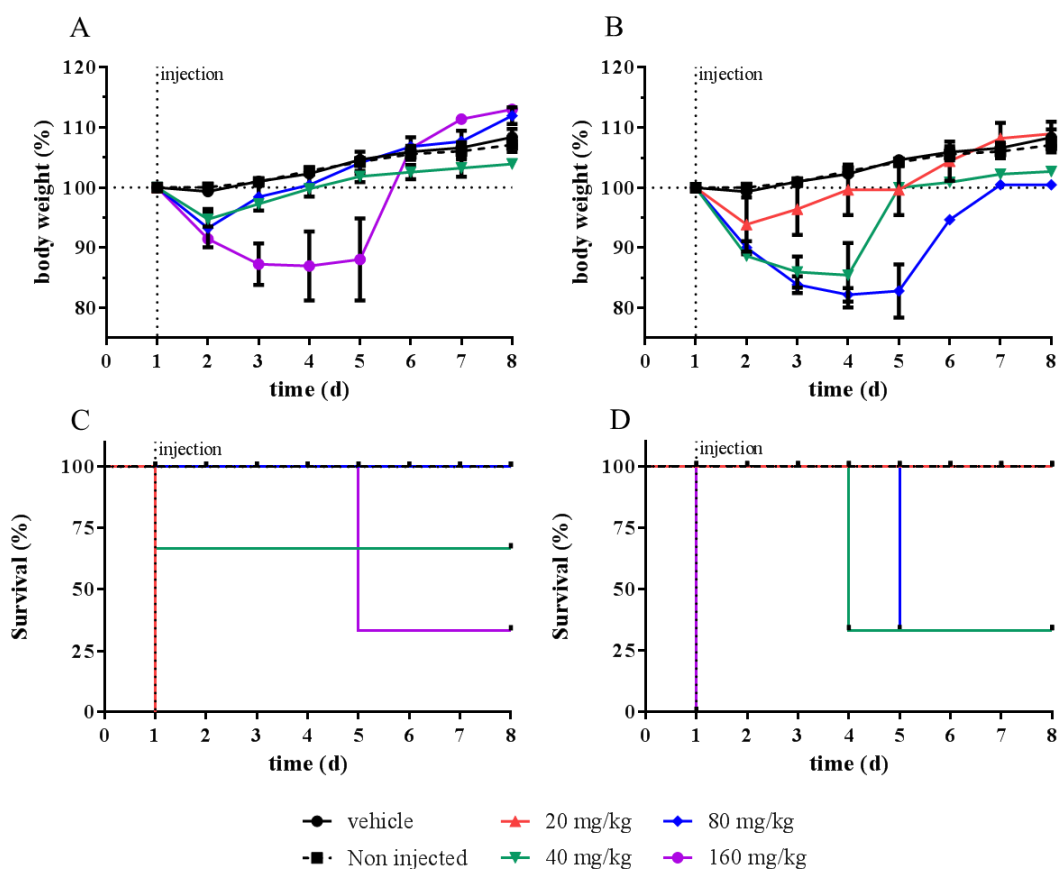 A
B
injection
injection
120
110
100
90
80
body weight (%)
0 1 2 3 4 5 6 7 8
time (d)
120
110
100
90
80
body weight (%)
0 1 2 3 4 5 6 7 8
time (d)
C
D
injection
injection
100
75
50
25
0
Survival (%)
0 1 2 3 4 5 6 7 8
time (d)
100
75
50
25
0
Survival (%)
0 1 2 3 4 5 6 7 8
time (d)
vehicle
20 mg/kg
80 mg/kg
Non injected
40 mg/kg
160 mg/kg